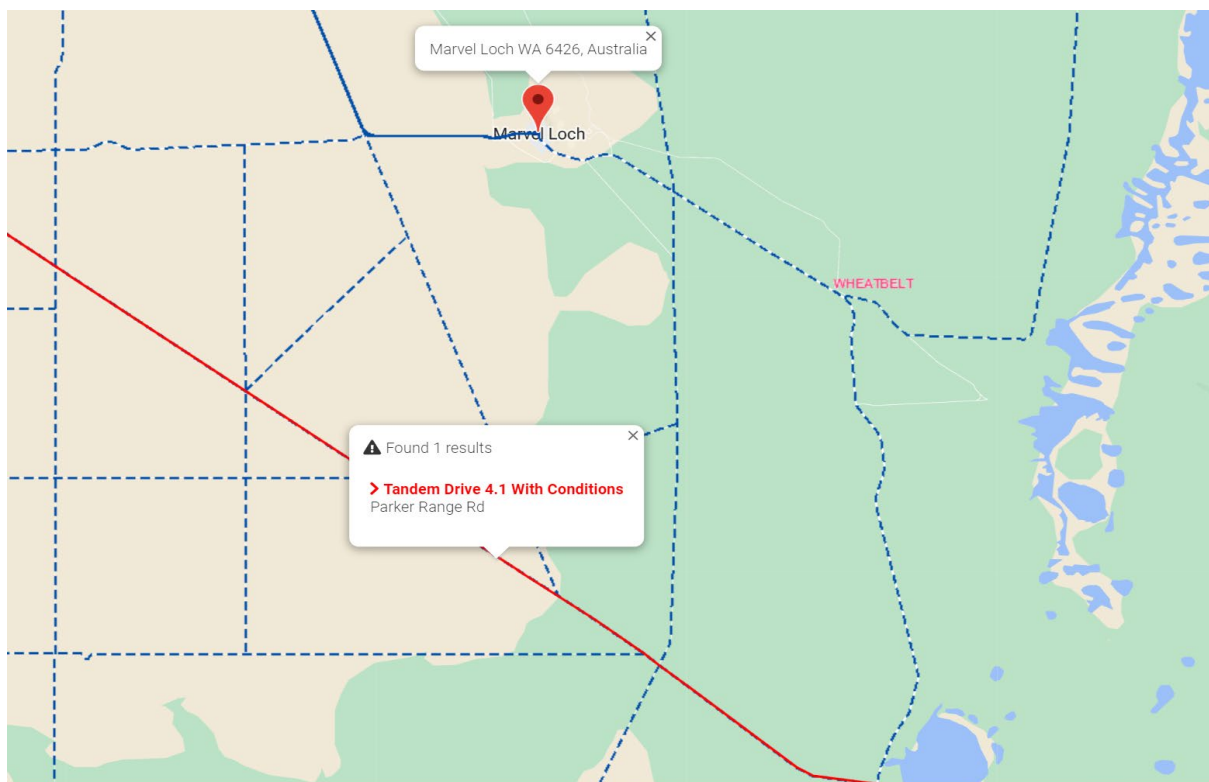 Marvel Loch WA 6426, Australia
Marvel Loch
WHEATBELT
Found 1 results
Tandem Drive 4.1 With Conditions
Parker Range Rd